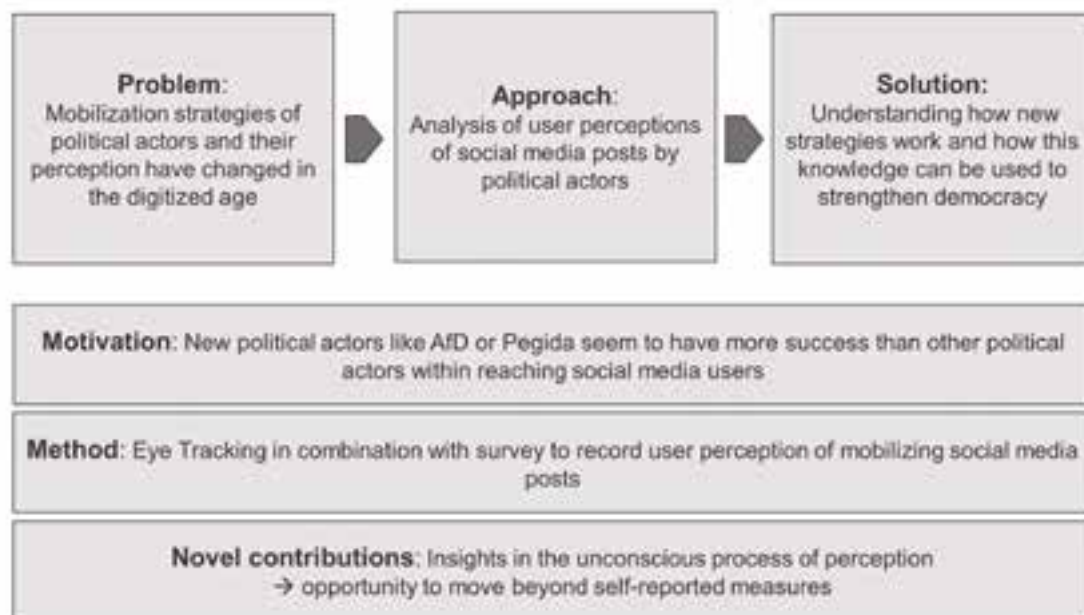 Problem:
Mobilization strategies of
political actors and their
perception have changed in
the digitized age
Approach:
Analysis of user perceptions
of social media posts by
political actors
Solution:
Understanding how new
strategies work and how this
knowledge can be used to
strengthen democracy
Motivation: New political actors like AfD or Pegida seem to have more success than other political
actors within reaching social media users
Method: Eye Tracking in combination with survey to record user perception of mobilizing social media
posts
Novel contributions: Insights in the unconscious process of perception
→ opportunity to move beyond self-reported measures